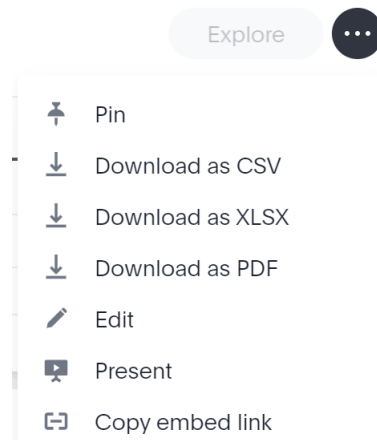 Explore
Pin
Download as CSV
Download as XLSX
Download as PDF
Edit
Present
Copy embed link